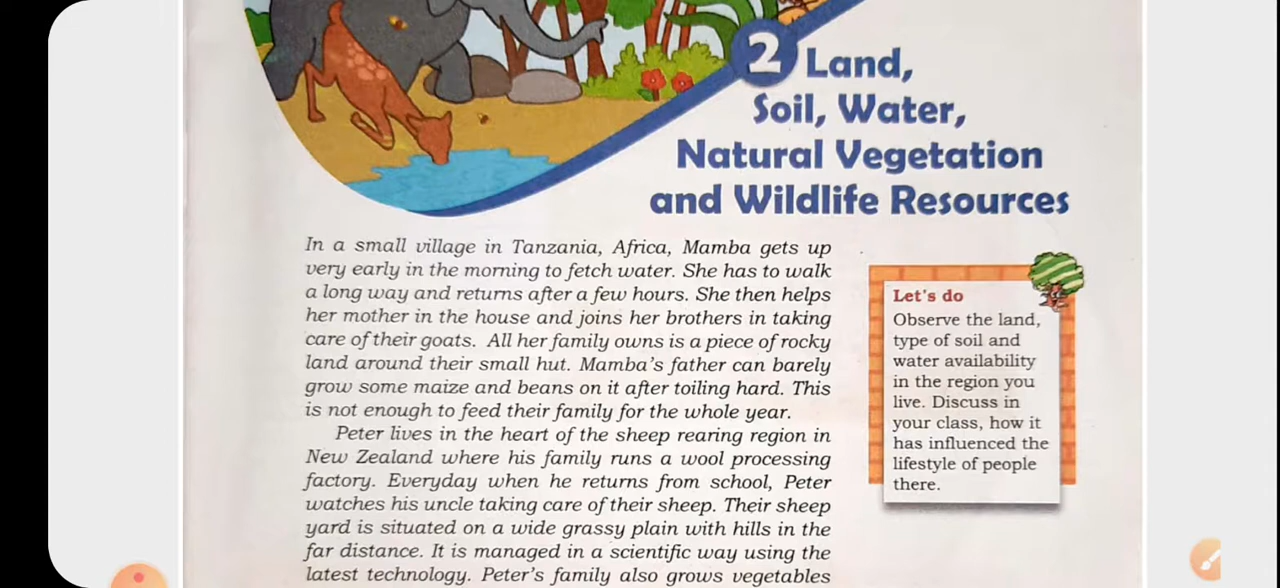 2 Land,
Soil, Water,
Natural Vegetation
and Wildlife Resources
In a small village in Tanzania, Africa, Mamba gets up
very early in the morning to fetch water. She has to walk
a long way and returns after a few hours. She then helps
her mother in the house and joins her brothers in taking
care of their goats. All her family owns is a piece of rocky
land around their small hut. Mamba's father can barely
grow some maize and beans on it after toiling hard. This
is not enough to feed their family for the whole year.
Peter lives in the heart of the sheep rearing region in
New Zealand where his family runs a wool processing
factory. Everyday when he returns from school, Peter
watches his uncle taking care of their sheep. Their sheep
yard is situated on a wide grassy plain with hills in the
far distance. It is managed in a scientific way using the
latest technology. Peter's family also grows vegetables
Let's do
Observe the land,
type of soil and
water availability
in the region you
live. Discuss in
your class, how it
has influenced the
lifestyle of people
there.